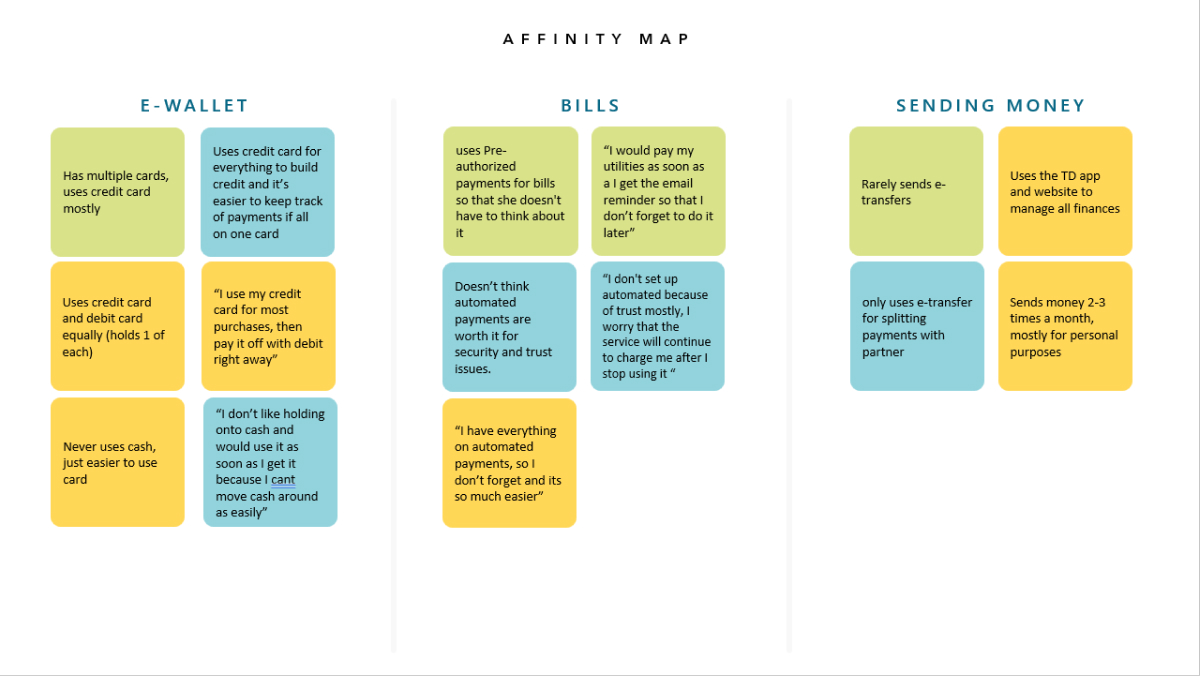 AFFINITY MAP
E-WALLET
Has multiple cards,
uses credit card
mostly
Uses credit card for
everything to build
credit and it’s
easier to keep track
of payments if all
on one card
Uses credit card
and debit card
equally (holds 1 of
each)
“I use my credit
card for most
purchases, then
pay it off with debit
right away”
Never uses cash,
just easier to use
card
“I don’t like holding
onto cash and
would use it as
soon as I get it
because I cant
move cash around
as easily”
BILLS
uses Pre-
authorized
payments for bills
so that she doesn't
have to think about
it
“I would pay my
utilities as soon as
a I get the email
reminder so that I
don’t forget to do it
later”
Doesn’t think
automated
payments are
worth it for
security and trust
issues.
“I don't set up
automated because
of trust mostly, I
worry that the
service will continue
to charge me after I
stop using it “
“I have everything
on automated
payments, so I
don’t forget and its
so much easier”
SENDING MONEY
Rarely sends e-
transfers
Uses the TD app
and website to
manage all finances
only uses e-transfer
for splitting
payments with
partner
Sends money 2-3
times a month,
mostly for personal
purposes